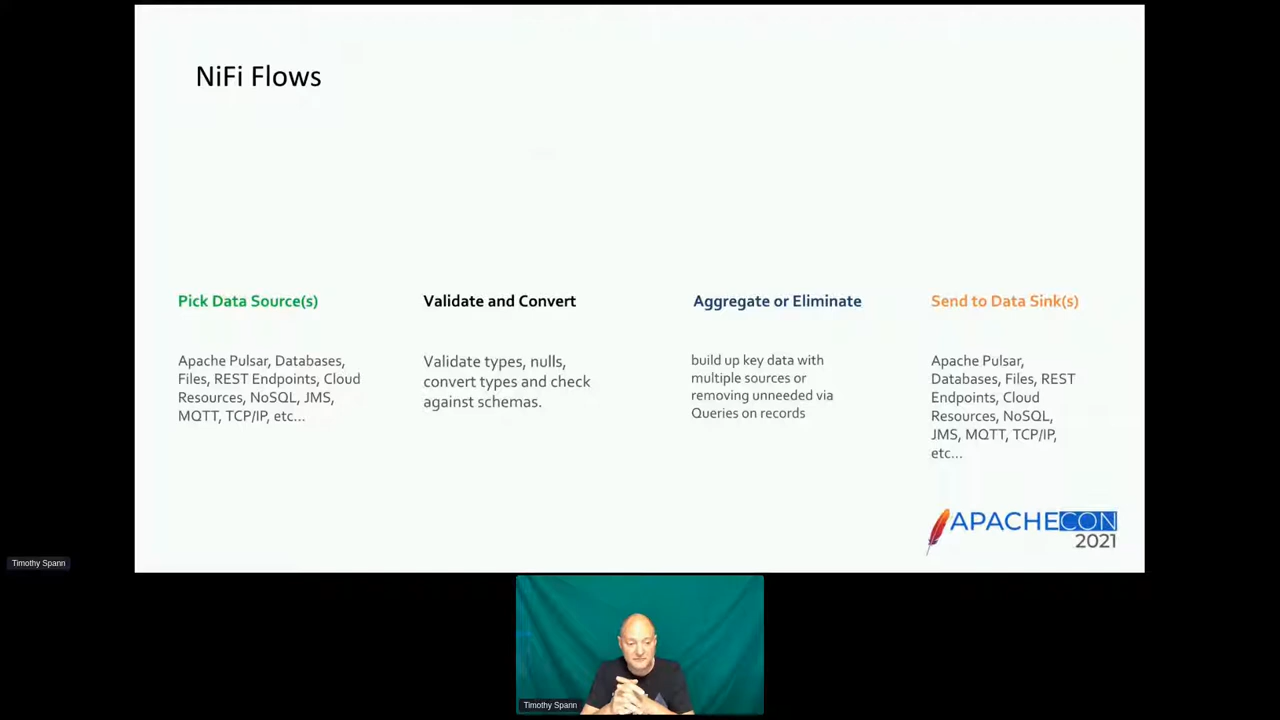 NiFi Flows
Pick Data Source(s)
Apache Pulsar, Databases,
Files, REST Endpoints, Cloud
Resources, NoSQL, JMS,
MQTT, TCP/IP, etc...
Validate and Convert
Validate types, nulls,
convert types and check
against schemas.
Aggregate or Eliminate
build up key data with
multiple sources or
removing unneeded via
Queries on records
Send to Data Sink(s)
Apache Pulsar,
Databases, Files, REST
Endpoints, Cloud
Resources, NoSQL,
JMS, MQTT, TCP/IP,
etc...
APACHECON
2021
Timothy Spann
Timothy Spann